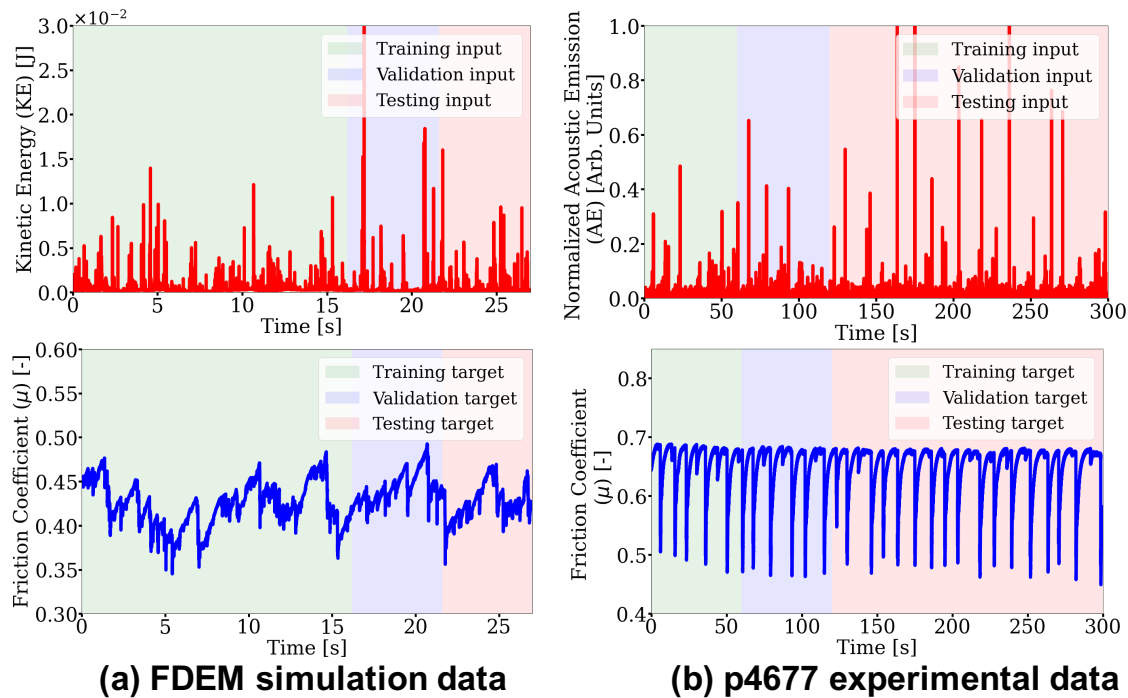 ×10⁻²
3.0
2.5
2.0
1.5
1.0
0.5
0.0
Kinetic Energy (KE) [J]
Training input
Validation input
Testing input
0 5 10 15 20 25
Time [s]
1.0
0.8
0.6
0.4
0.2
0.0
Normalized Acoustic Emission
(AE) [Arb. Units]
Training input
Validation input
Testing input
0 50 100 150 200 250 300
Time [s]
0.60
0.55
0.50
0.45
0.40
0.35
0.30
Friction Coefficient (μ) [-]
Training target
Validation target
Testing target
0 5 10 15 20 25
Time [s]
0.8
0.7
0.6
0.5
0.4
Friction Coefficient
(μ) [-]
Training target
Validation target
Testing target
0 50 100 150 200 250 300
Time [s]
(a) FDEM simulation data
(b) p4677 experimental data